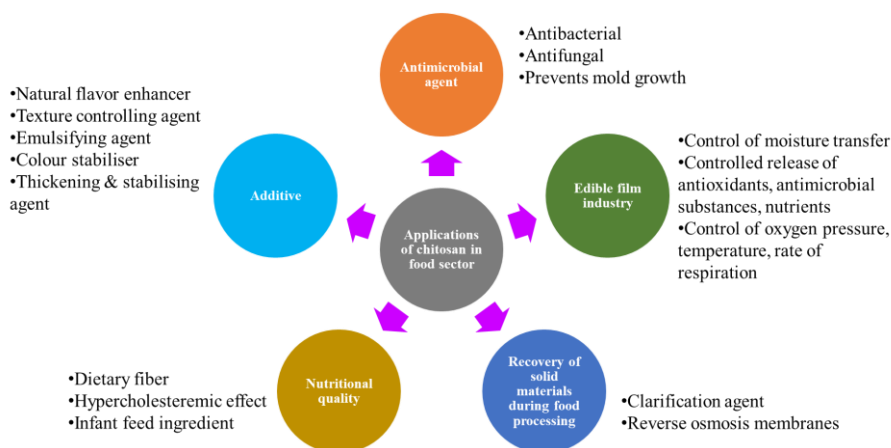 Antimicrobial
agent
•Antibacterial
•Antifungal
•Prevents mold growth
•Natural flavor enhancer
•Texture controlling agent
•Emulsifying agent
•Colour stabiliser
•Thickening & stabilising
agent
Additive
Edible film
industry
•Control of moisture transfer
•Controlled release of
antioxidants, antimicrobial
substances, nutrients
•Control of oxygen pressure,
temperature, rate of
respiration
Applications
of chitosan in
food sector
•Dietary fiber
•Hypercholesteremic effect
•Infant feed ingredient
Nutritional
quality
Recovery of
solid
materials
during food
processing
•Clarification agent
•Reverse osmosis membranes